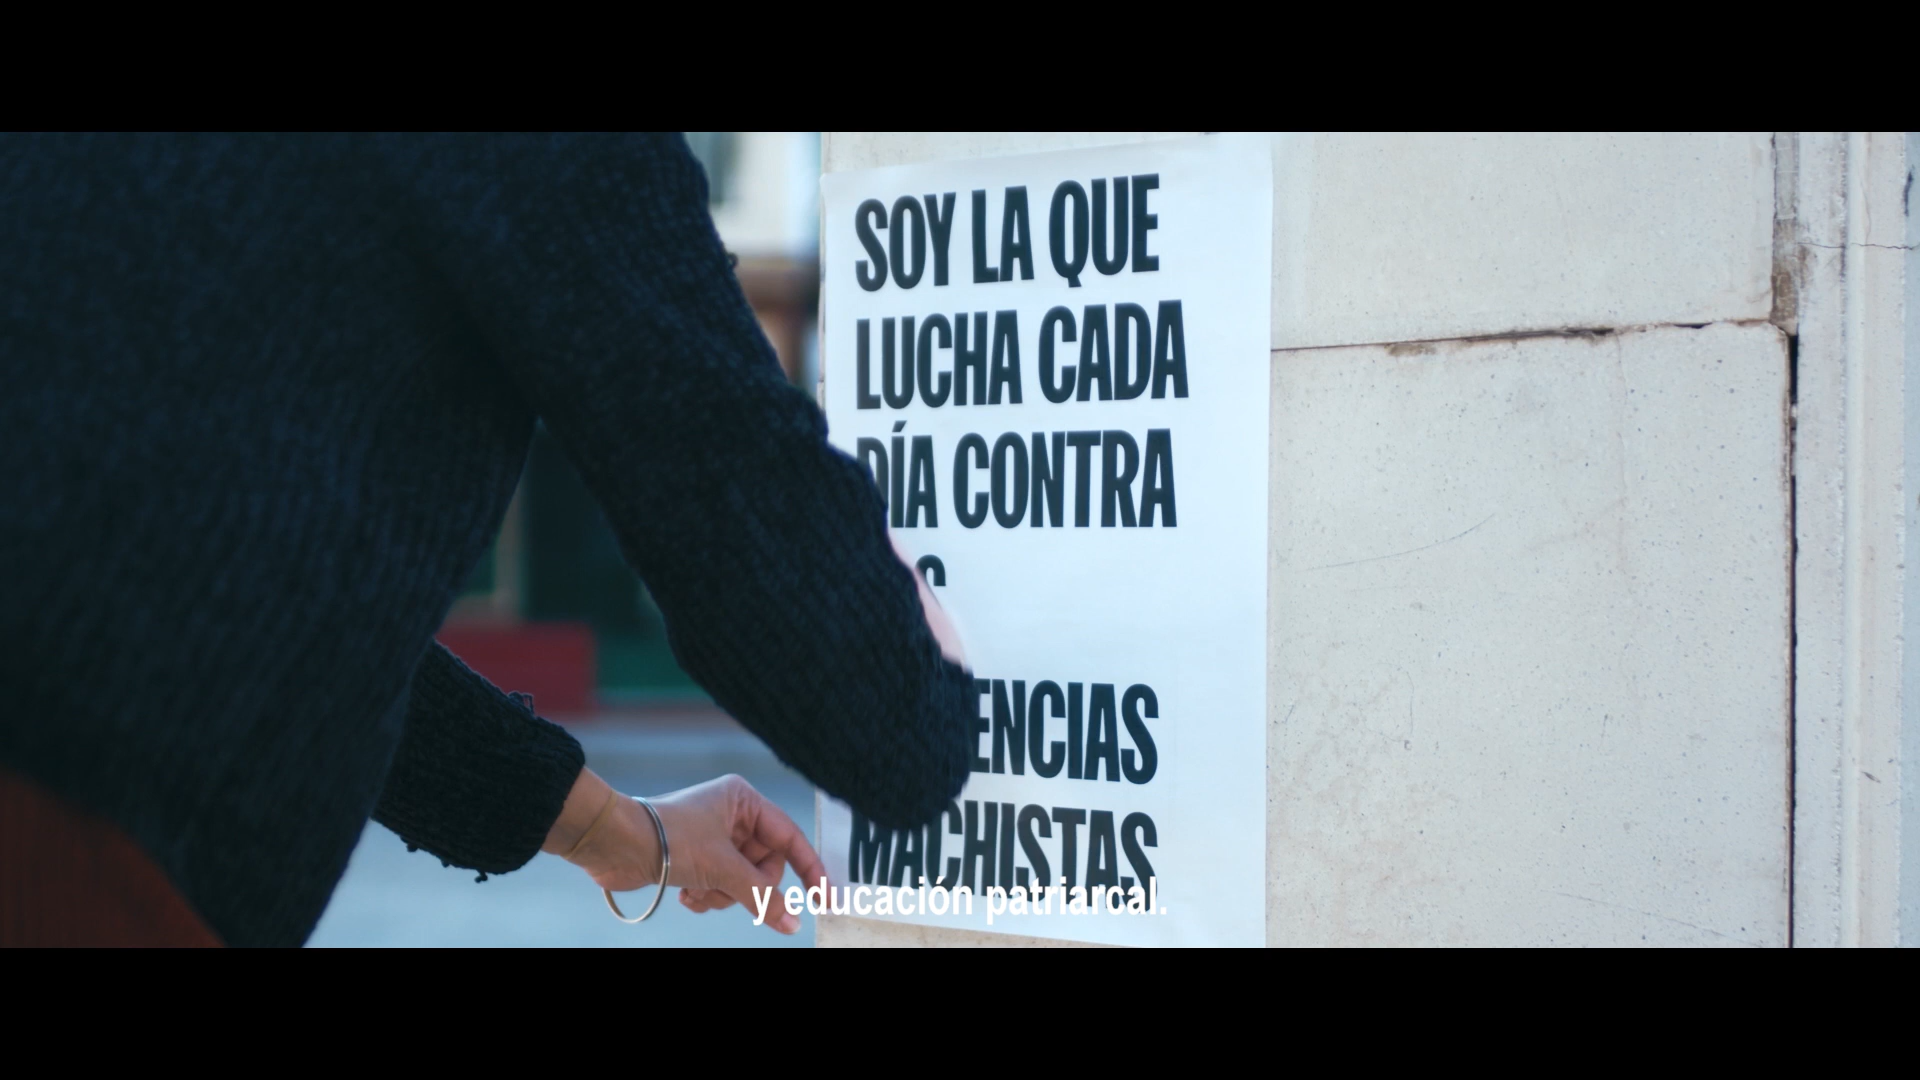 SOY LA QUE
LUCHA CADA
DÍA CONTRA
MACHISTAS
y educación patriarcal.